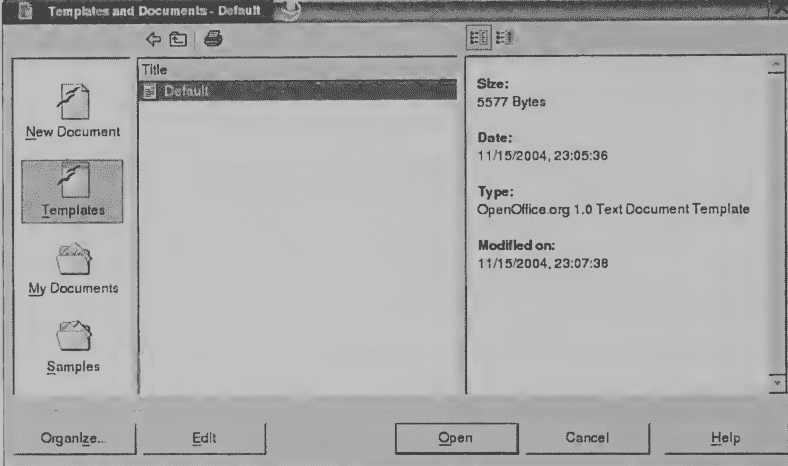 Templates and Documents - Default
Title
Default
New Document
Templates
My Documents
Samples
Size:
5577 Bytes
Date:
11/15/2004, 23:05:36
Type:
OpenOffice.org 1.0 Text Document Template
Modified on:
11/15/2004, 23:07:38
Organize...
Edit
Open
Cancel
Help